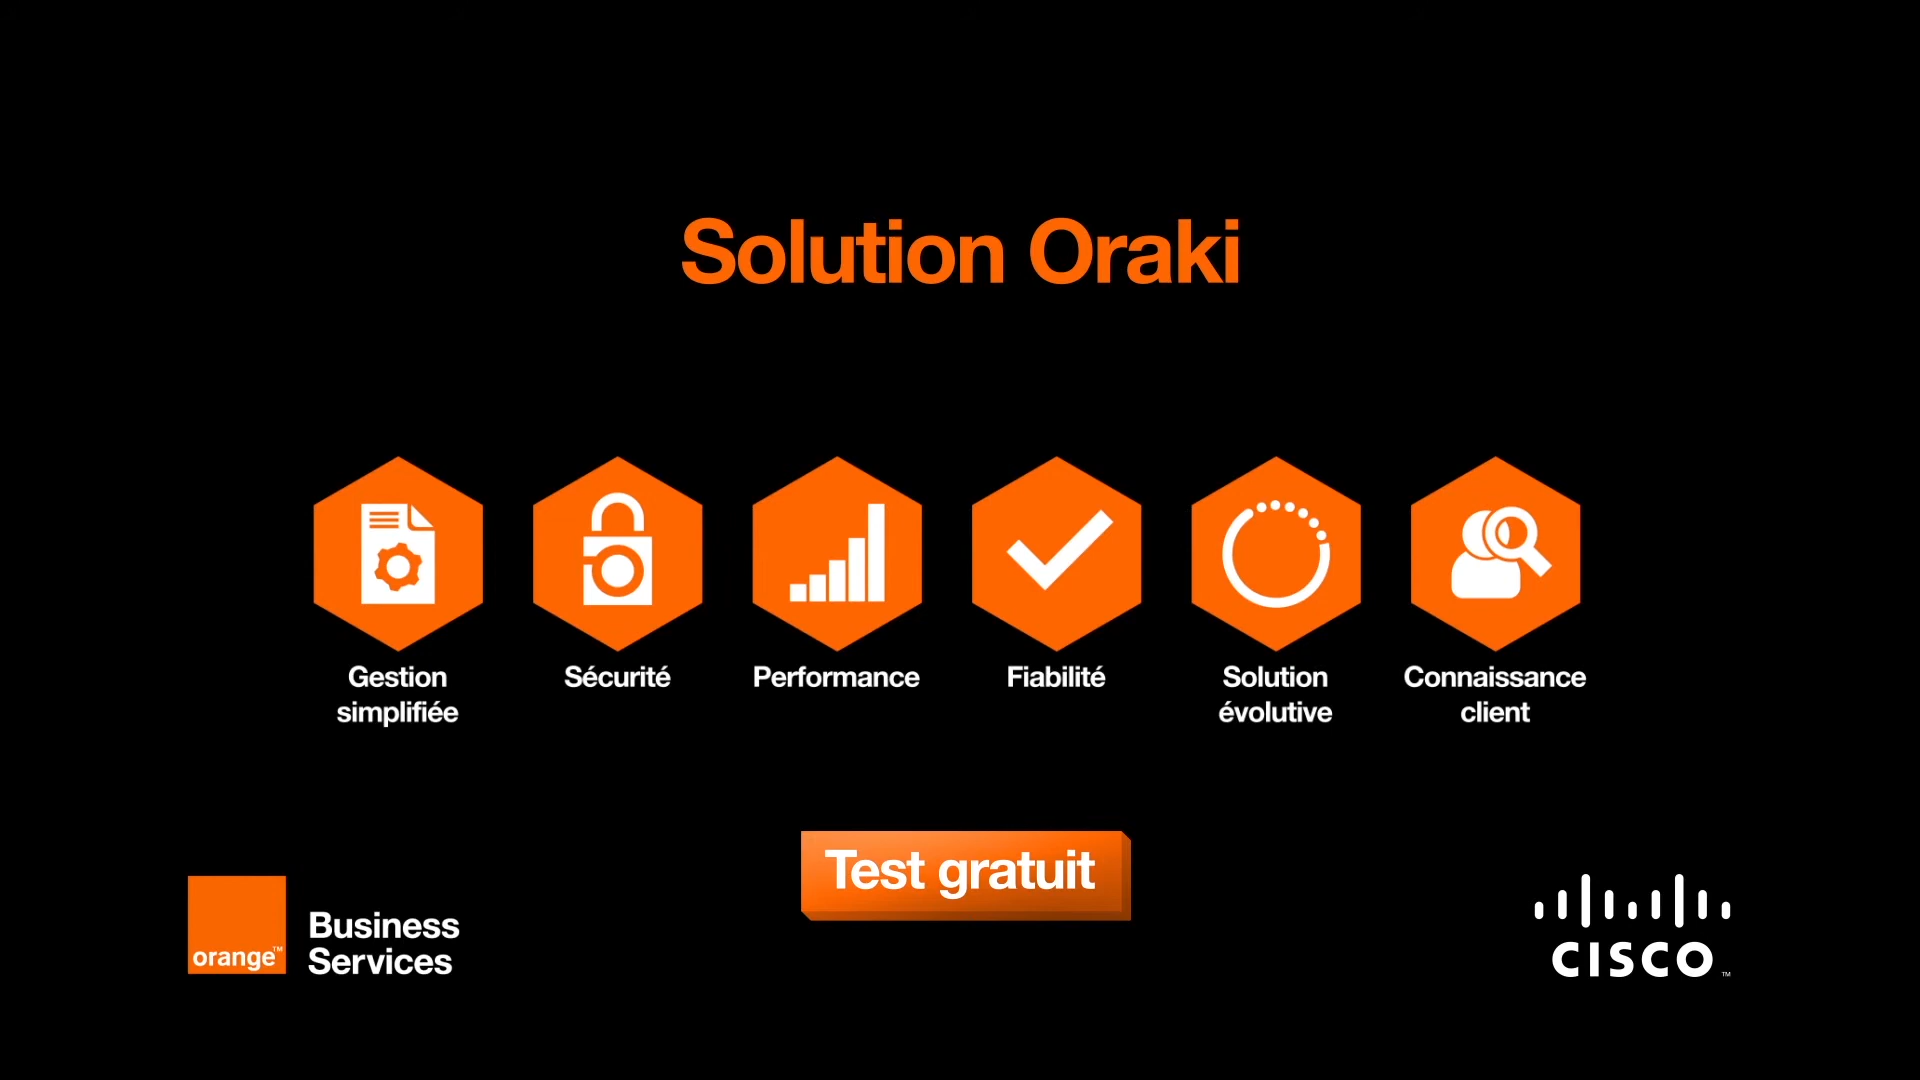 Solution Oraki
Gestion
simplifiée
Sécurité
Performance
Fiabilité
Solution
évolutive
Connaissance
client
Test gratuit
orange™
Business
Services
CISCO™